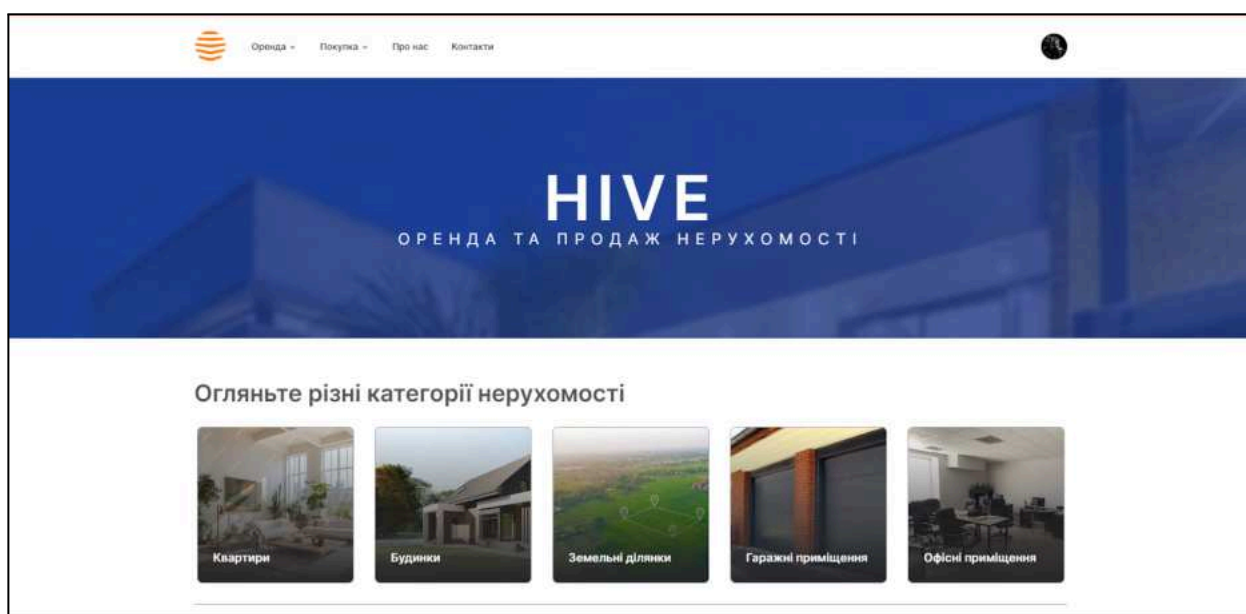 Оренда Покупка Про нас Контакти
HIVE
ОРЕНДА ТА ПРОДАЖ НЕРУХОМОСТІ
Огляньте різні категорії нерухомості
Квартири Будинки Земельні ділянки Гаражні приміщення Офісні приміщення